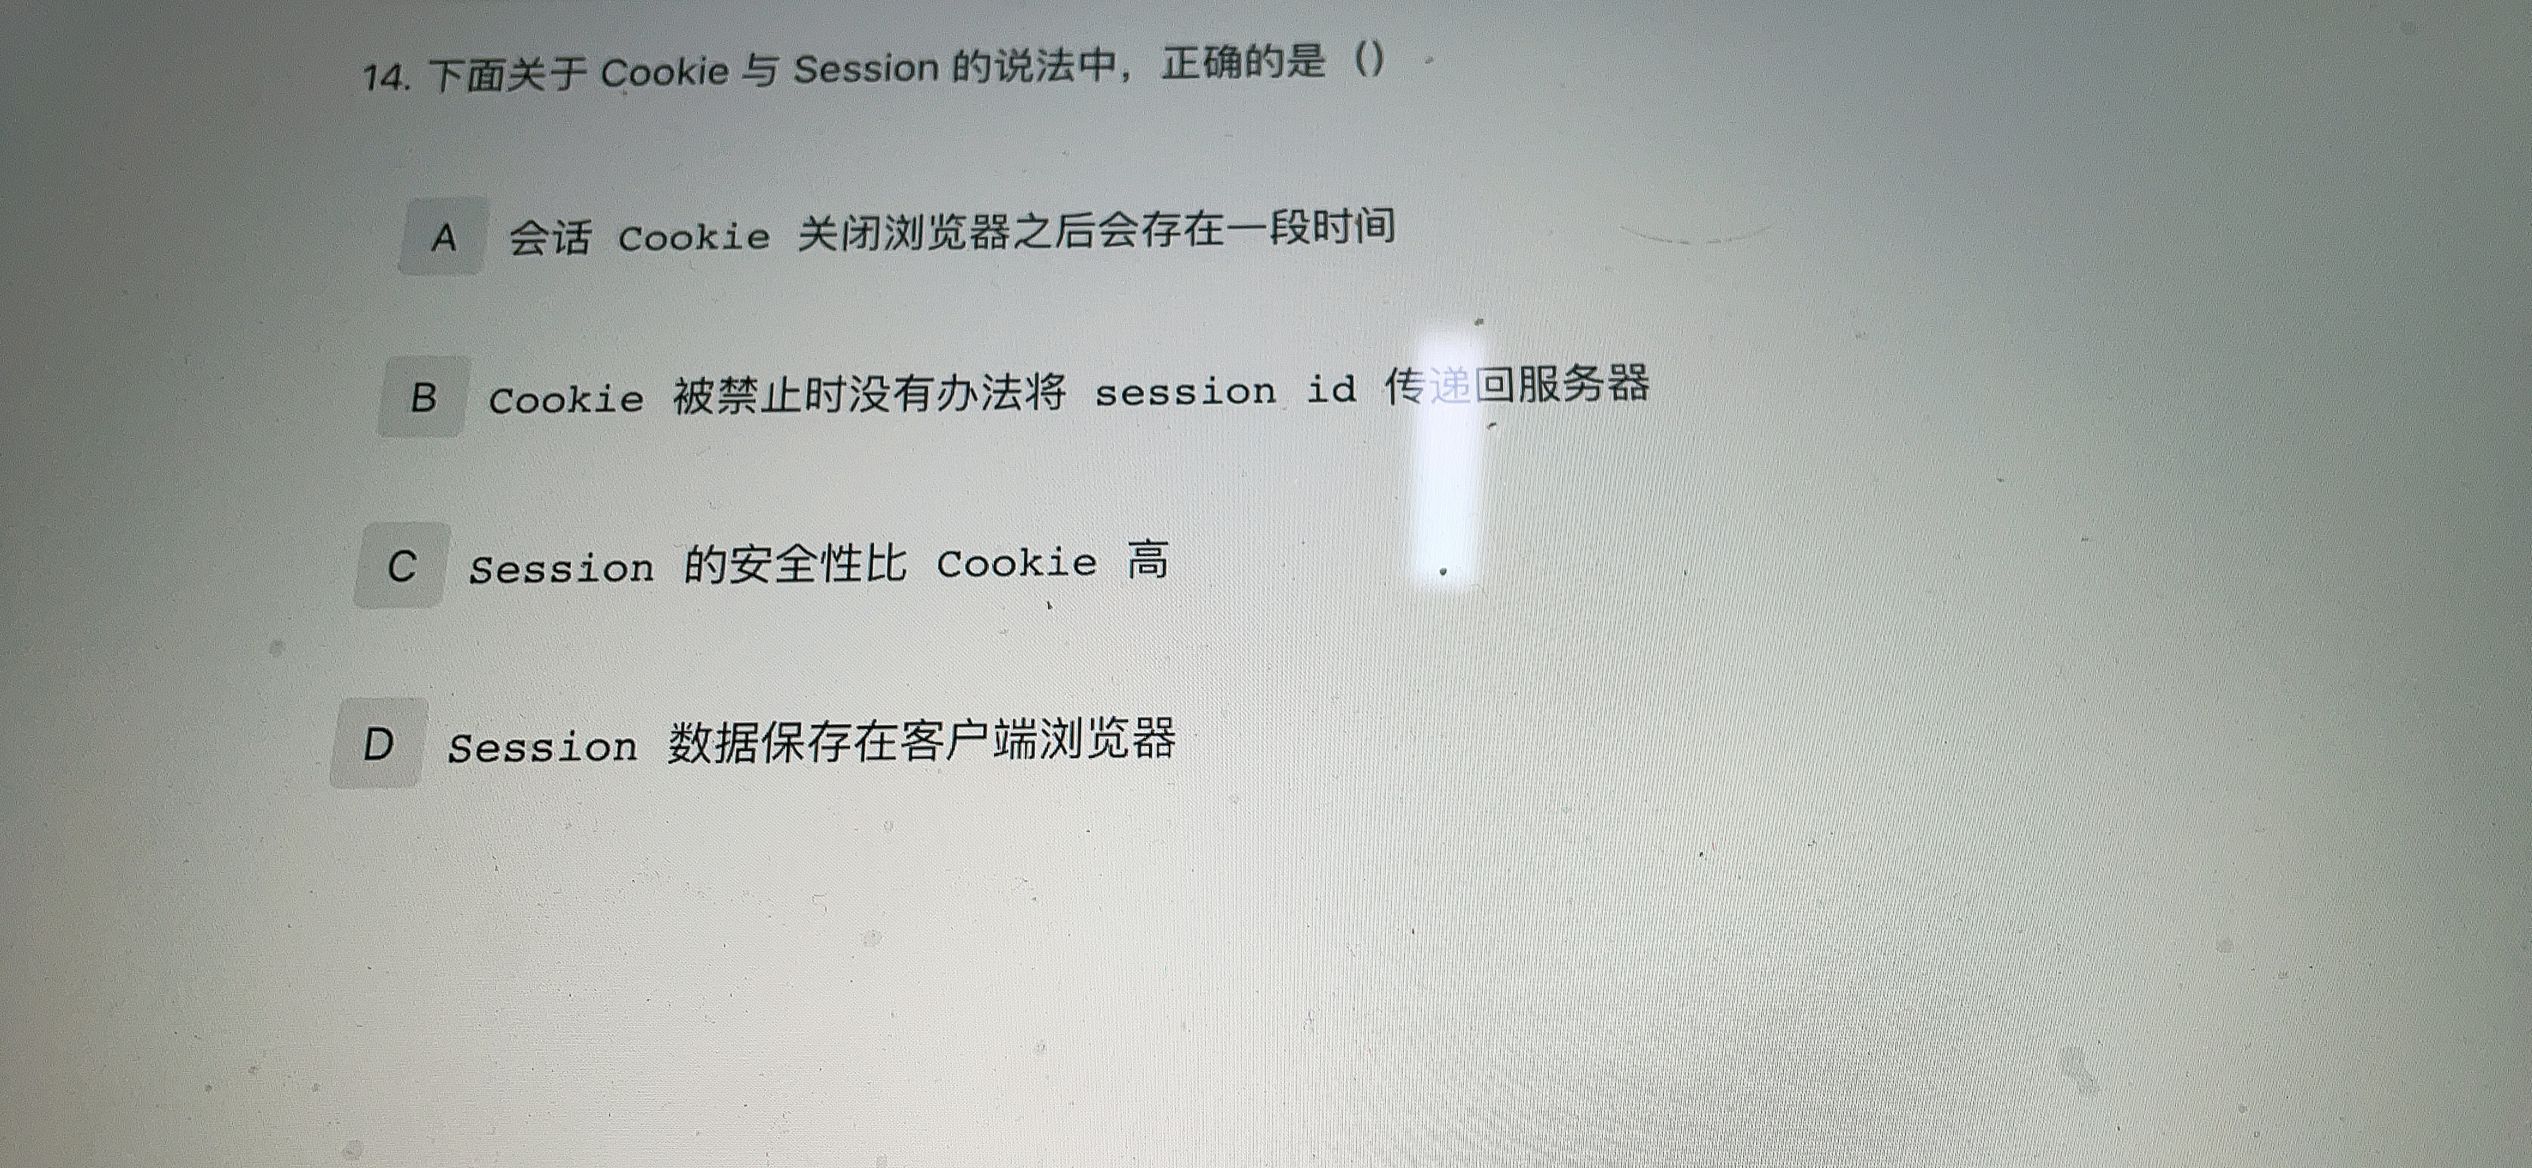 14. 下面关于 Cookie 与 Session 的说法中，正确的是（）
A 会话 Cookie 关闭浏览器之后会存在一段时间
B Cookie 被禁止时没有办法将 session id 传递回服务器
C Session 的安全性比 Cookie 高
D Session 数据保存在客户端浏览器